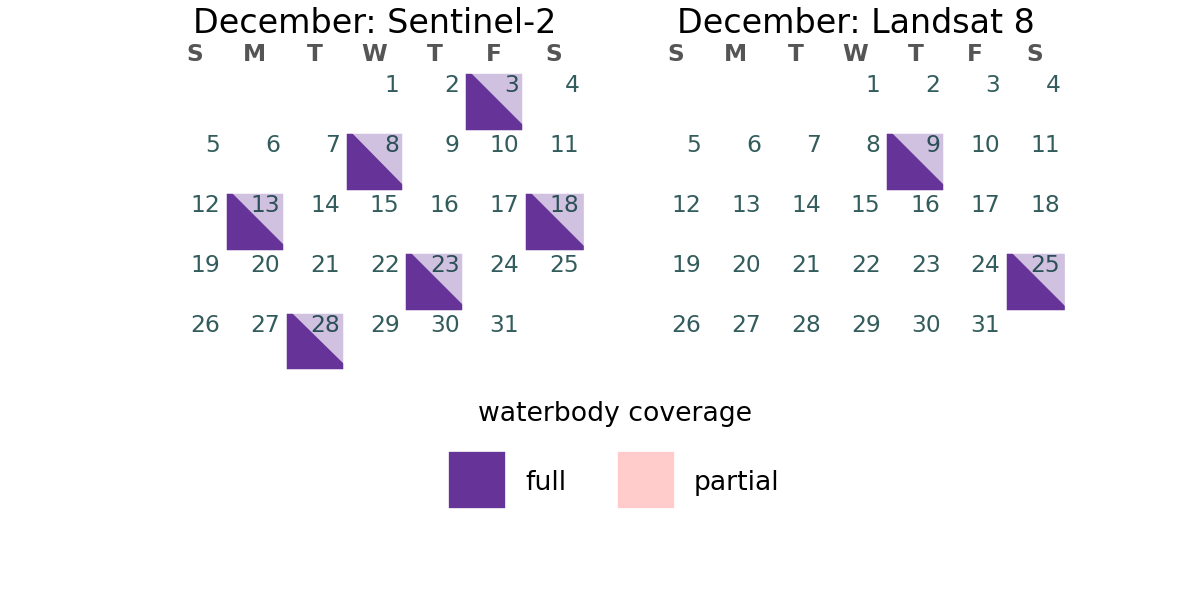 December: Sentinel-2
S M T W T F S
1 2 3 4
5 6 7 8 9 10 11
12 13 14 15 16 17 18
19 20 21 22 23 24 25
26 27 28 29 30 31
December: Landsat 8
S M T W T F S
1 2 3 4
5 6 7 8 9 10 11
12 13 14 15 16 17 18
19 20 21 22 23 24 25
26 27 28 29 30 31
waterbody coverage
full
partial